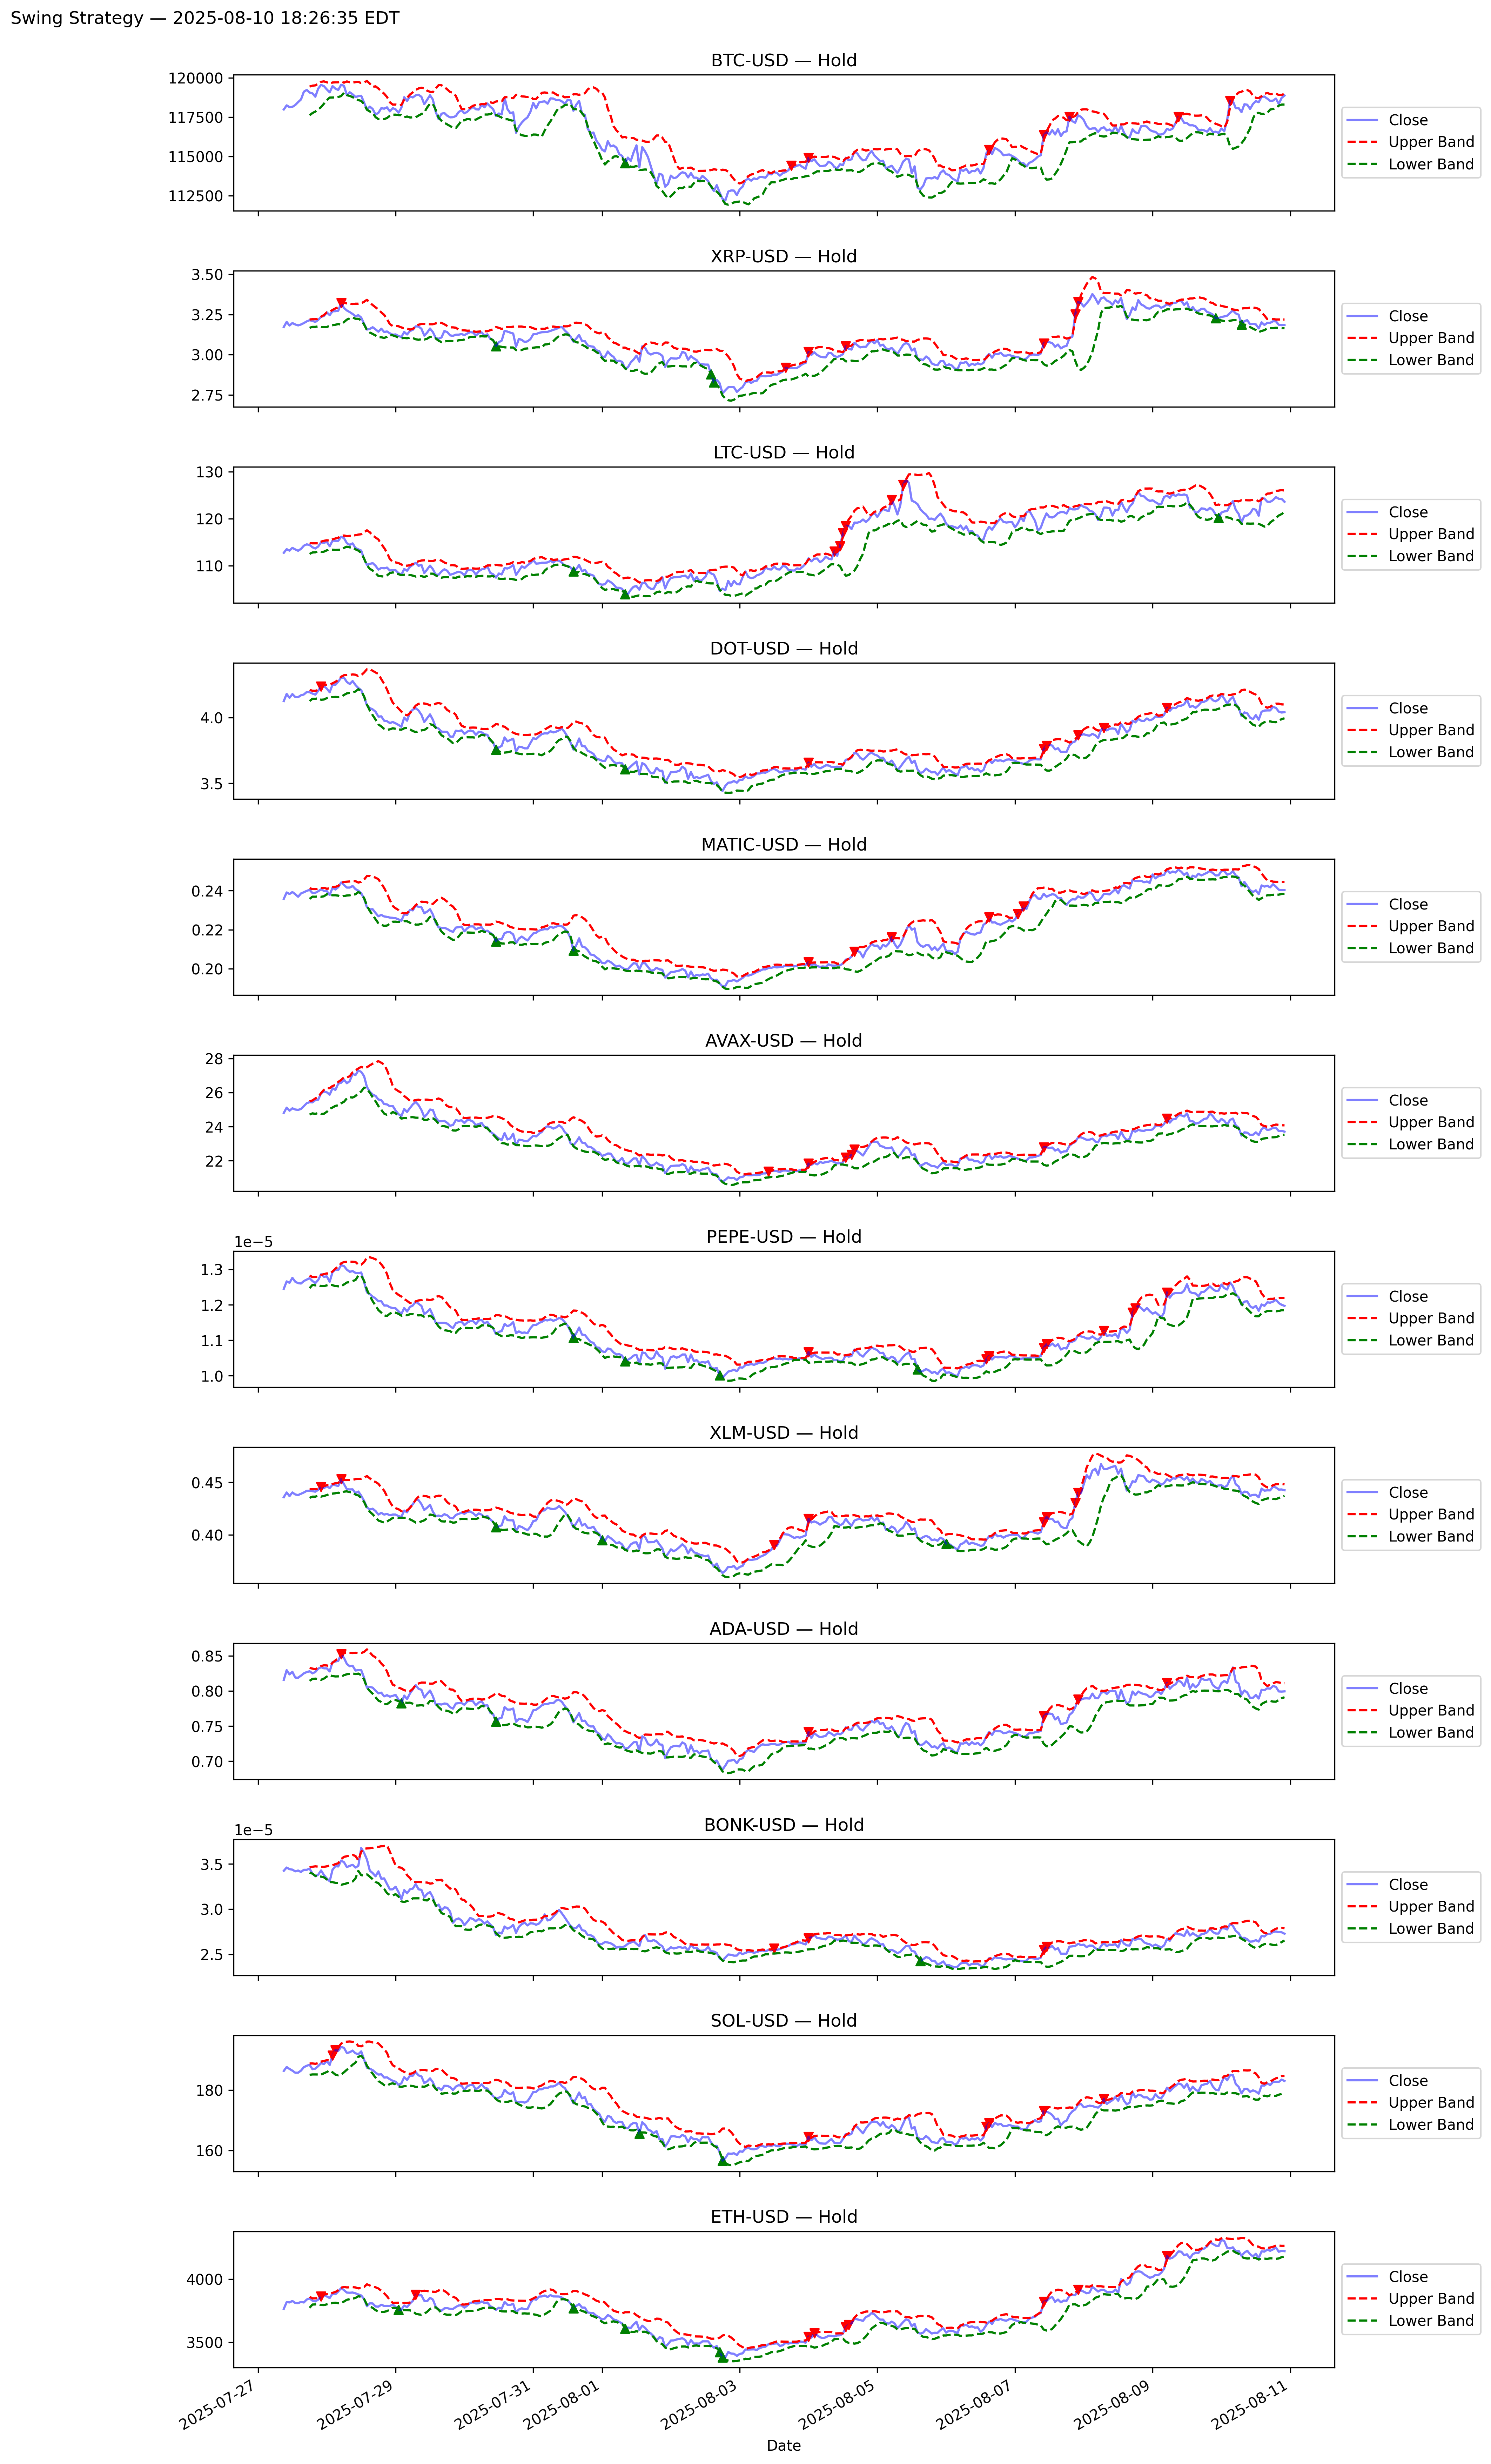 Swing Strategy — 2025-08-10 18:26:35 EDT
BTC-USD — Hold
120000
117500
115000
112500
Close
Upper Band
Lower Band
XRP-USD — Hold
3.50
3.25
3.00
2.75
Close
Upper Band
Lower Band
LTC-USD — Hold
130
120
110
Close
Upper Band
Lower Band
DOT-USD — Hold
4.0
3.5
Close
Upper Band
Lower Band
MATIC-USD — Hold
0.24
0.22
0.20
Close
Upper Band
Lower Band
AVAX-USD — Hold
28
26
24
22
Close
Upper Band
Lower Band
PEPE-USD — Hold
1e−5
1.3
1.2
1.1
1.0
Close
Upper Band
Lower Band
XLM-USD — Hold
0.45
0.40
Close
Upper Band
Lower Band
ADA-USD — Hold
0.85
0.80
0.75
0.70
Close
Upper Band
Lower Band
BONK-USD — Hold
1e−5
3.5
3.0
2.5
Close
Upper Band
Lower Band
SOL-USD — Hold
180
160
Close
Upper Band
Lower Band
ETH-USD — Hold
4000
3500
Close
Upper Band
Lower Band
2025-07-27
2025-07-29
2025-07-31
2025-08-01
2025-08-03
2025-08-05
2025-08-07
2025-08-09
2025-08-11
Date